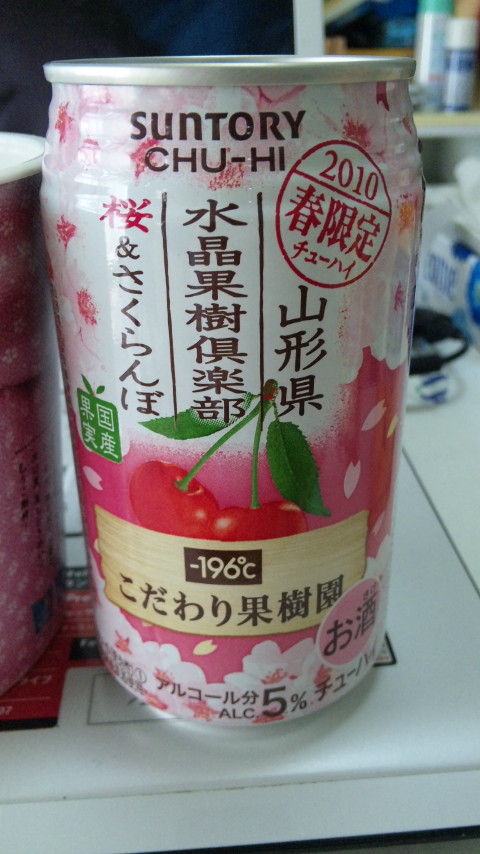 SUNTORY
CHU-HI
2010
春限定
チューハイ
山形県
水晶果樹倶楽部
桜&さくらんぼ
国産
果実
-196℃
こだわり果樹園
お酒
チューハイ
アルコール分
ALC 5%